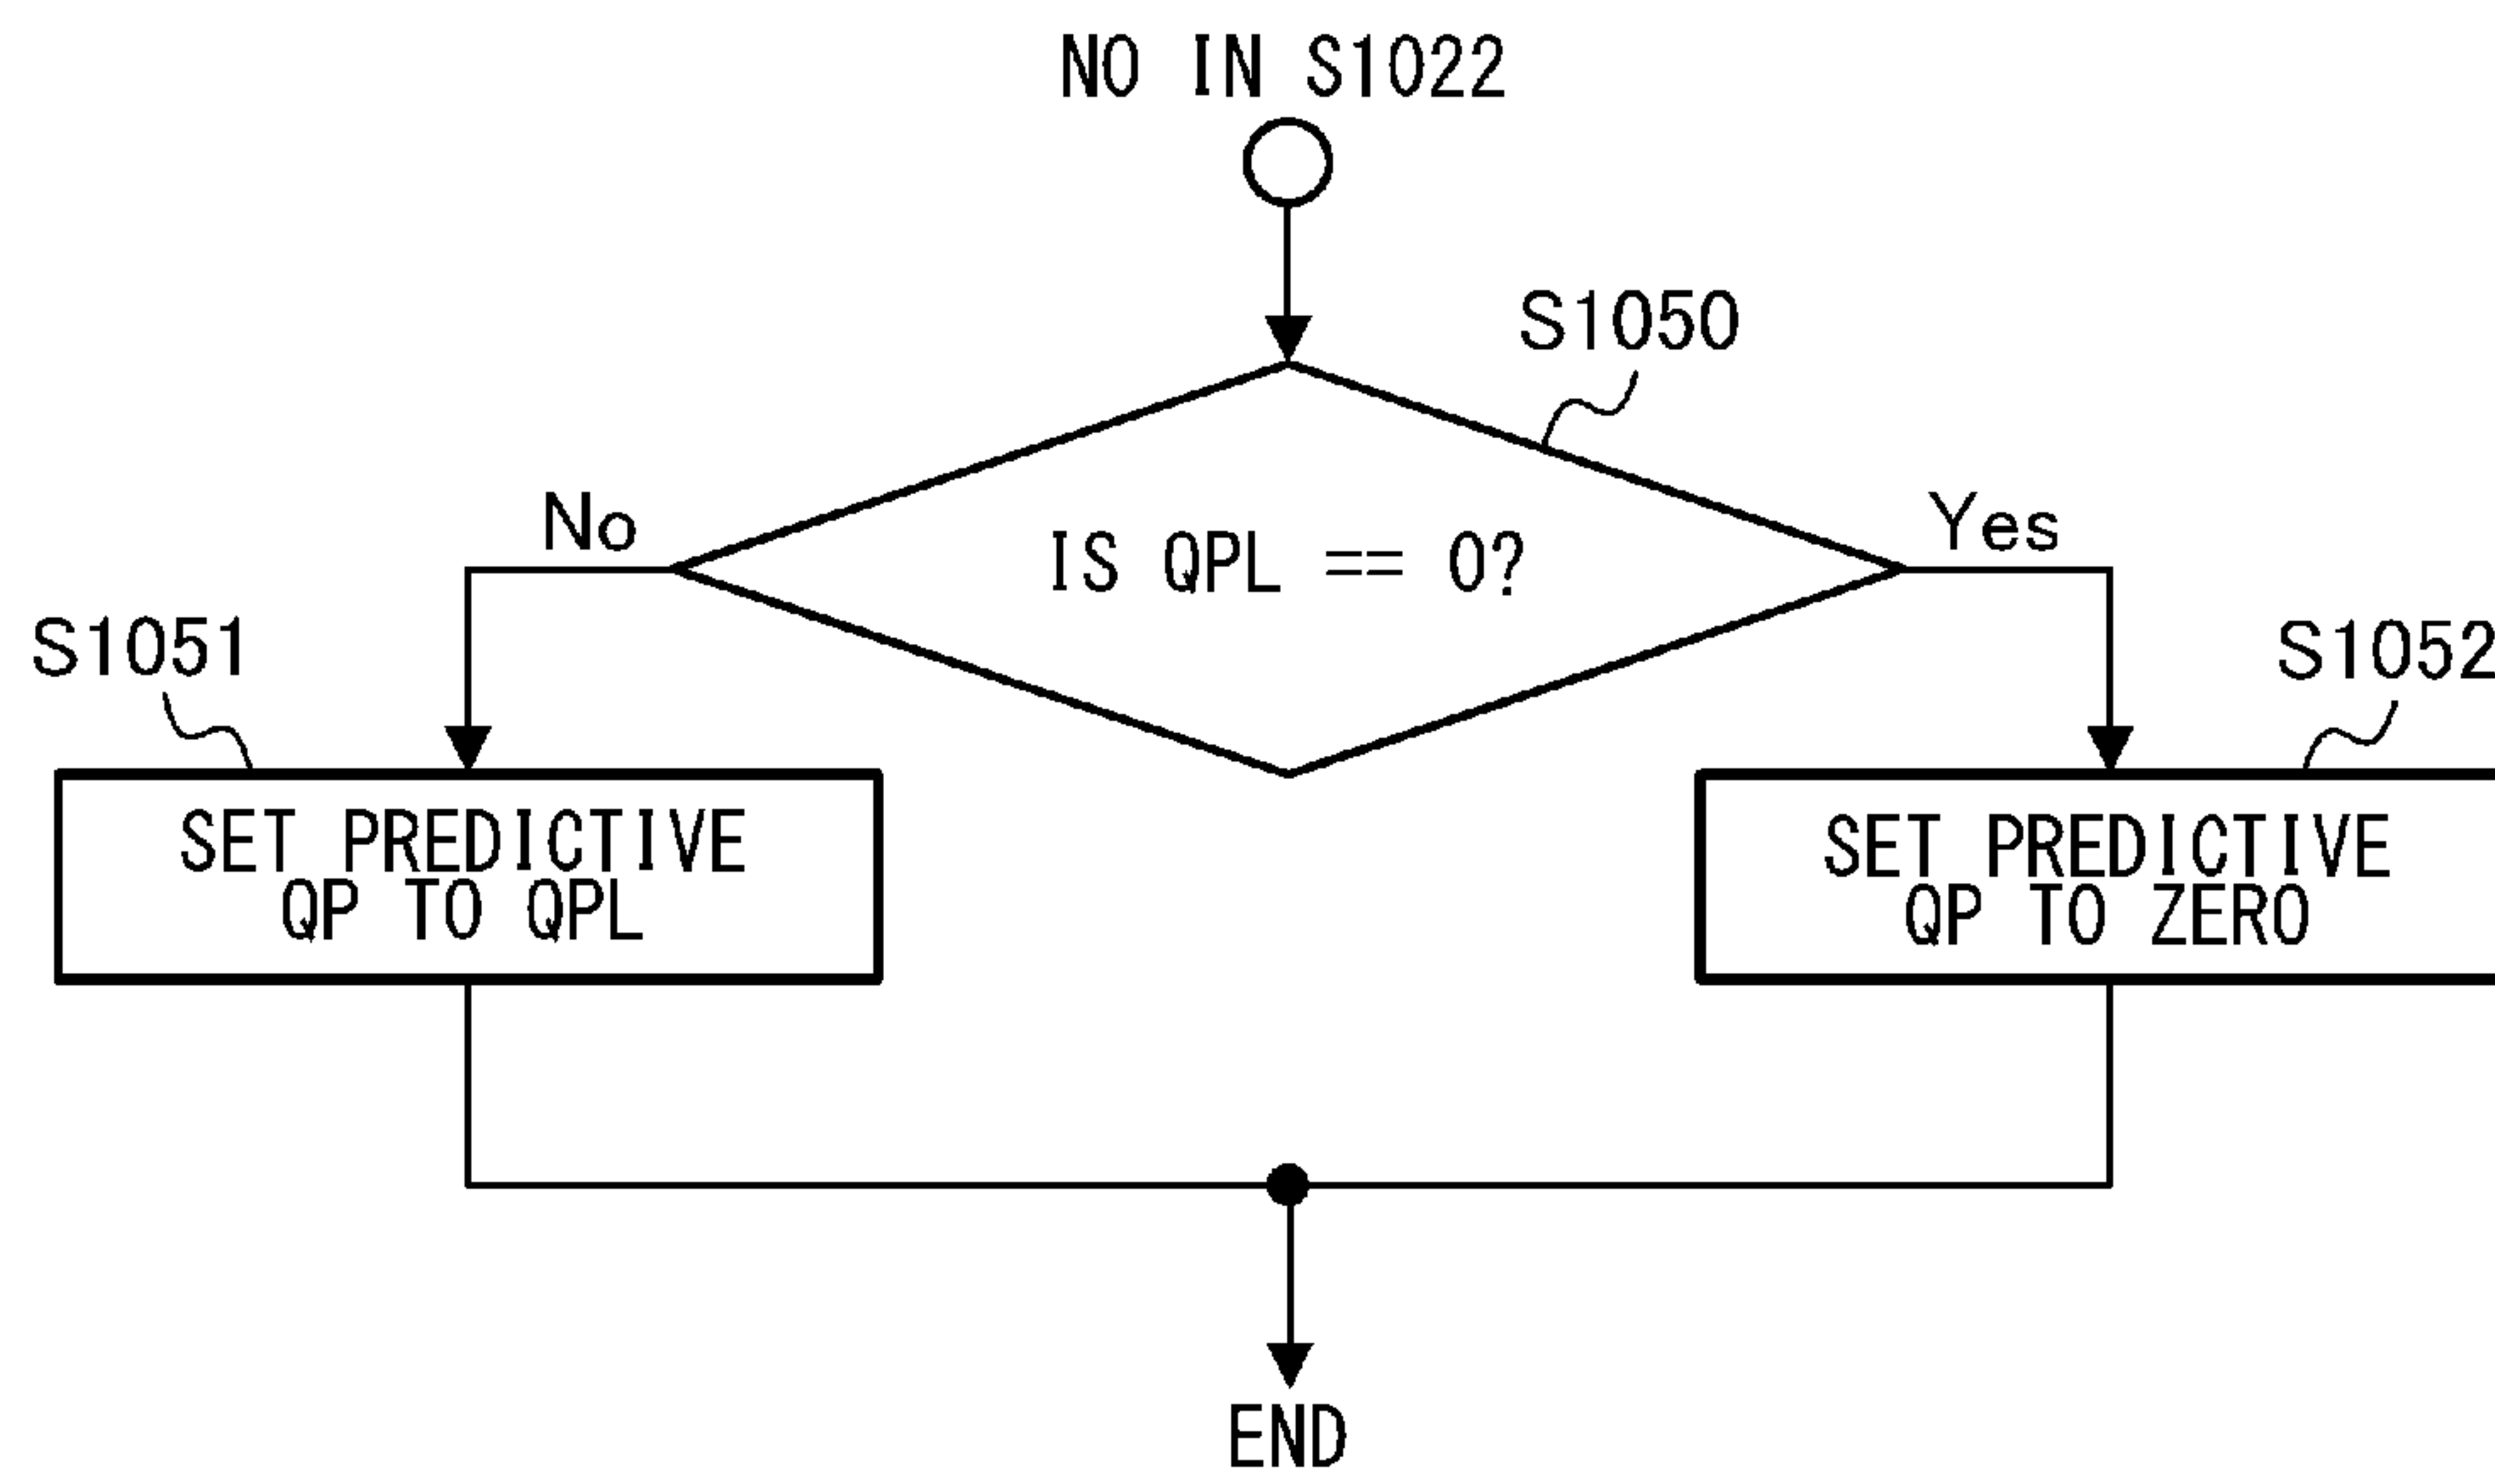 NO IN S1022
S1050
No
IS QPL == 0?
Yes
S1051
S1052
SET PREDICTIVE
QP TO QPL
SET PREDICTIVE
QP TO ZERO
END